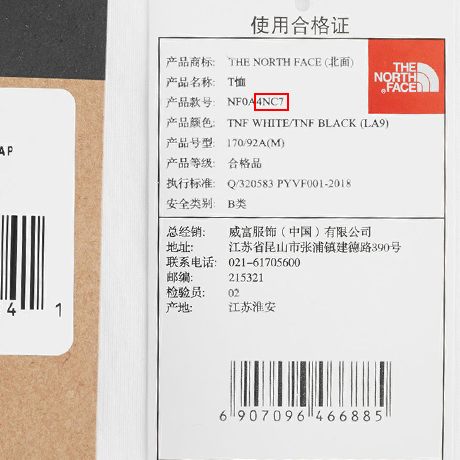 使用合格证
产品商标: THE NORTH FACE (北面)
产品名称: T恤
产品款号: NF0A4NC7
产品颜色: TNF WHITE/TNF BLACK (LA9)
产品号型: 170/92A(M)
产品等级: 合格品
执行标准: Q/320583 PYVF001-2018
安全类别: B类
THE
NORTH
FACE
总经销: 威富服饰(中国)有限公司
地址: 江苏省昆山市张浦镇建德路390号
联系电话: 021-61705600
邮编: 215321
检验员: 02
产地: 江苏淮安
6907096466885
AP
4 1